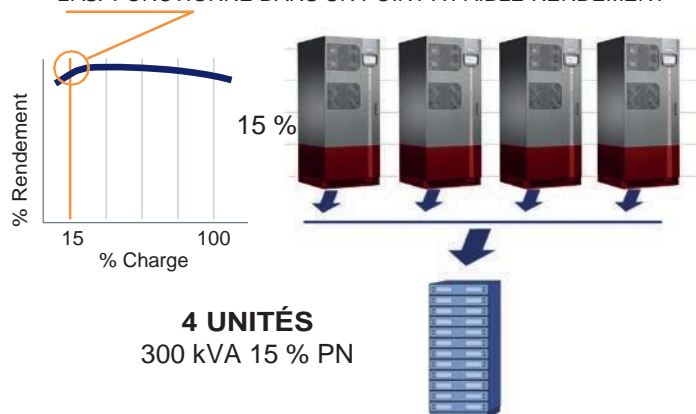 % Rendement
15 %
15
100
% Charge
4 UNITÉS
300 kVA 15 % PN